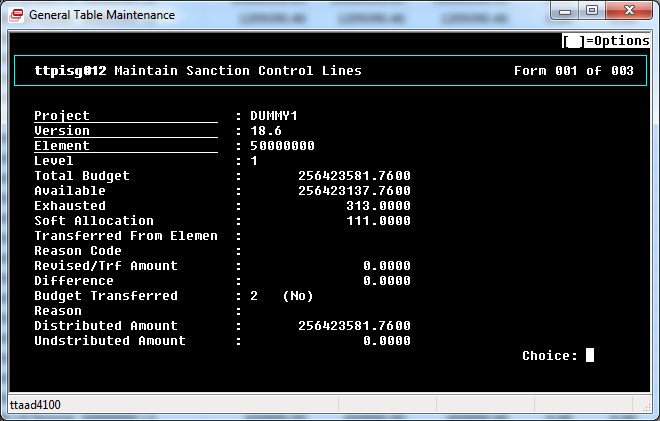 General Table Maintenance
[ ]=Options
ttpisg012 Maintain Sanction Control Lines Form 001 of 003
Project : DUMMY1
Version : 18.6
Element : 50000000
Level : 1
Total Budget : 256423581.7600
Available : 256423137.7600
Exhausted : 313.0000
Soft Allocation : 111.0000
Transferred From Elemen :
Reason Code :
Revised/Trf Amount : 0.0000
Difference : 0.0000
Budget Transferred : 2 (No)
Reason :
Distributed Amount : 256423581.7600
Undstributed Amount : 0.0000
Choice:
ttaad4100